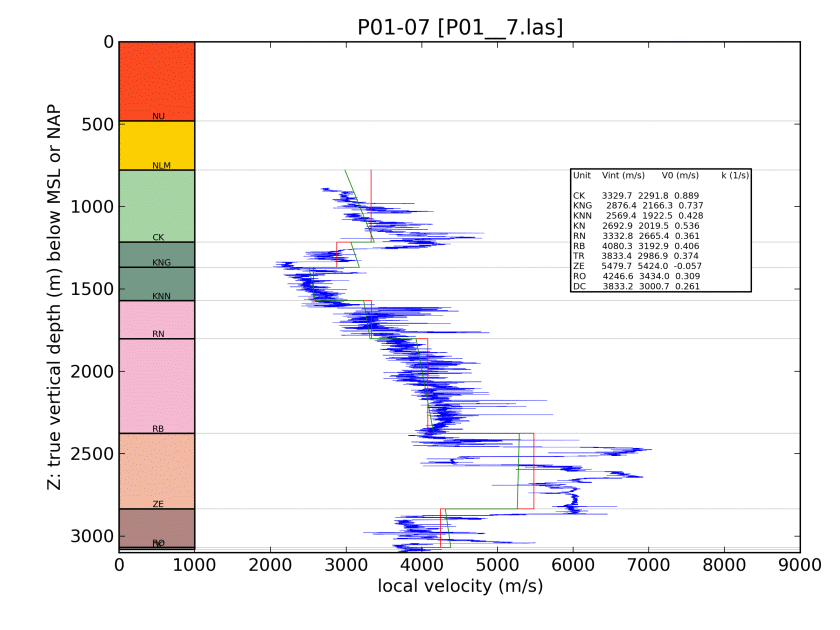 P01-07 [P01__7.las]
0
500
1000
1500
2000
2500
3000
Z: true vertical depth (m) below MSL or NAP
NU
NLM
CK
KNG
KNN
RN
RB
ZE
RO
Unit Vint (m/s) V0 (m/s) k (1/s)
CK 3329.7 2291.8 0.889
KNG 2876.4 2166.3 0.737
KNN 2569.4 1922.5 0.428
KN 2692.9 2019.5 0.536
RN 3332.8 2665.4 0.361
RB 4080.3 3192.9 0.406
TR 3833.4 2986.9 0.374
ZE 5479.7 5424.0 -0.057
RO 4246.6 3434.0 0.309
DC 3833.2 3000.7 0.261
0 1000 2000 3000 4000 5000 6000 7000 8000 9000
local velocity (m/s)